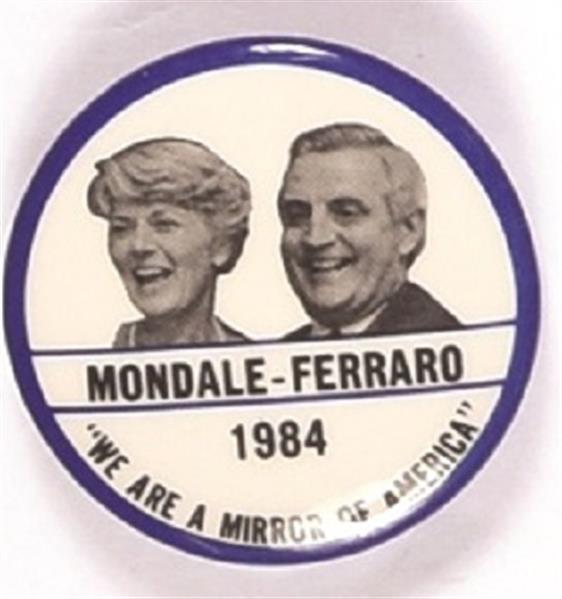 MONDALE-FERRARO
1984
"WE ARE A MIRROR OF AMERICA"